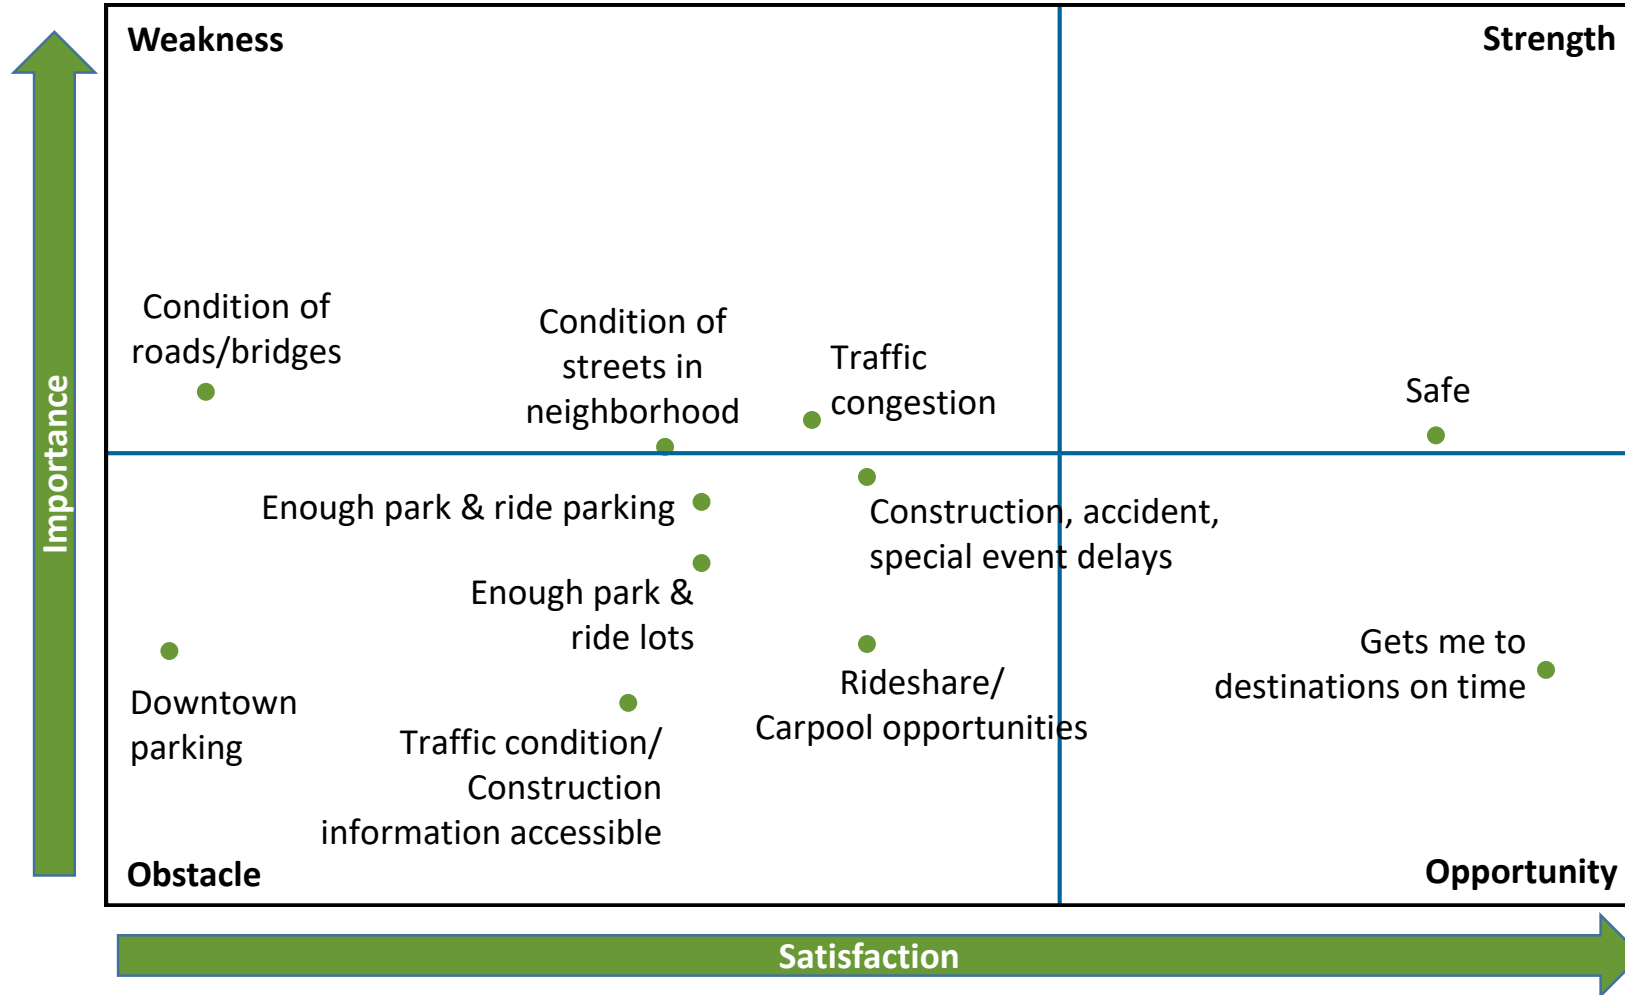 Weakness
Strength
Condition of
roads/bridges
Condition of
streets in
neighborhood
Traffic
congestion
Safe
Importance
Enough park & ride parking
Construction, accident,
special event delays
Enough park &
ride lots
Gets me to
destinations on time
Rideshare/
Carpool opportunities
Downtown
parking
Traffic condition/
Construction
information accessible
Obstacle
Opportunity
Satisfaction